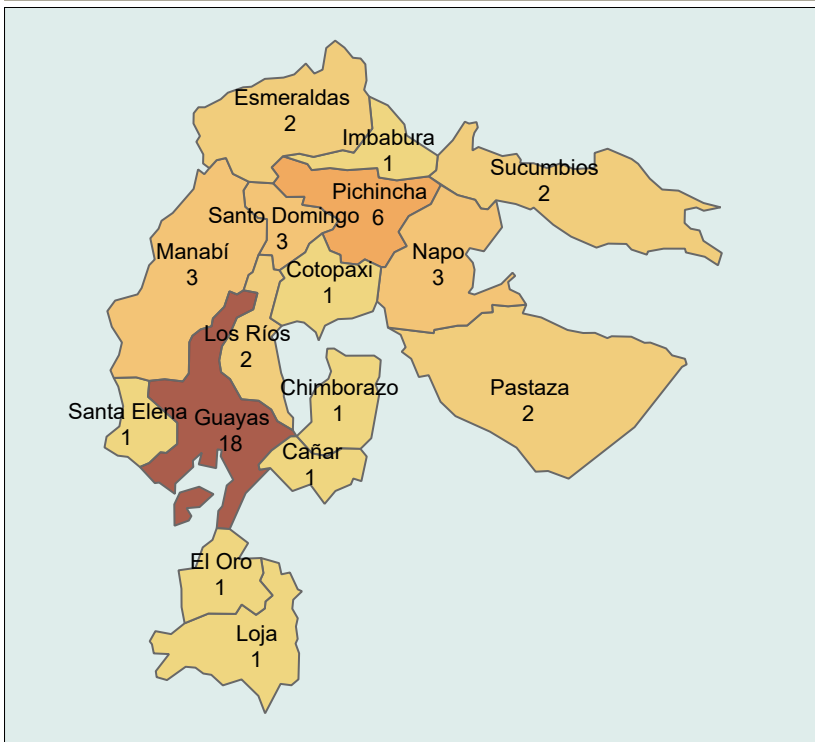 Esmeraldas
2
Imbabura
1
Sucumbios
2
Pichincha
6
Santo Domingo
3
Manabí
3
Napo
3
Cotopaxi
1
Los Ríos
2
Chimborazo
1
Pastaza
2
Santa Elena
1
Guayas
18
Cañar
1
El Oro
1
Loja
1